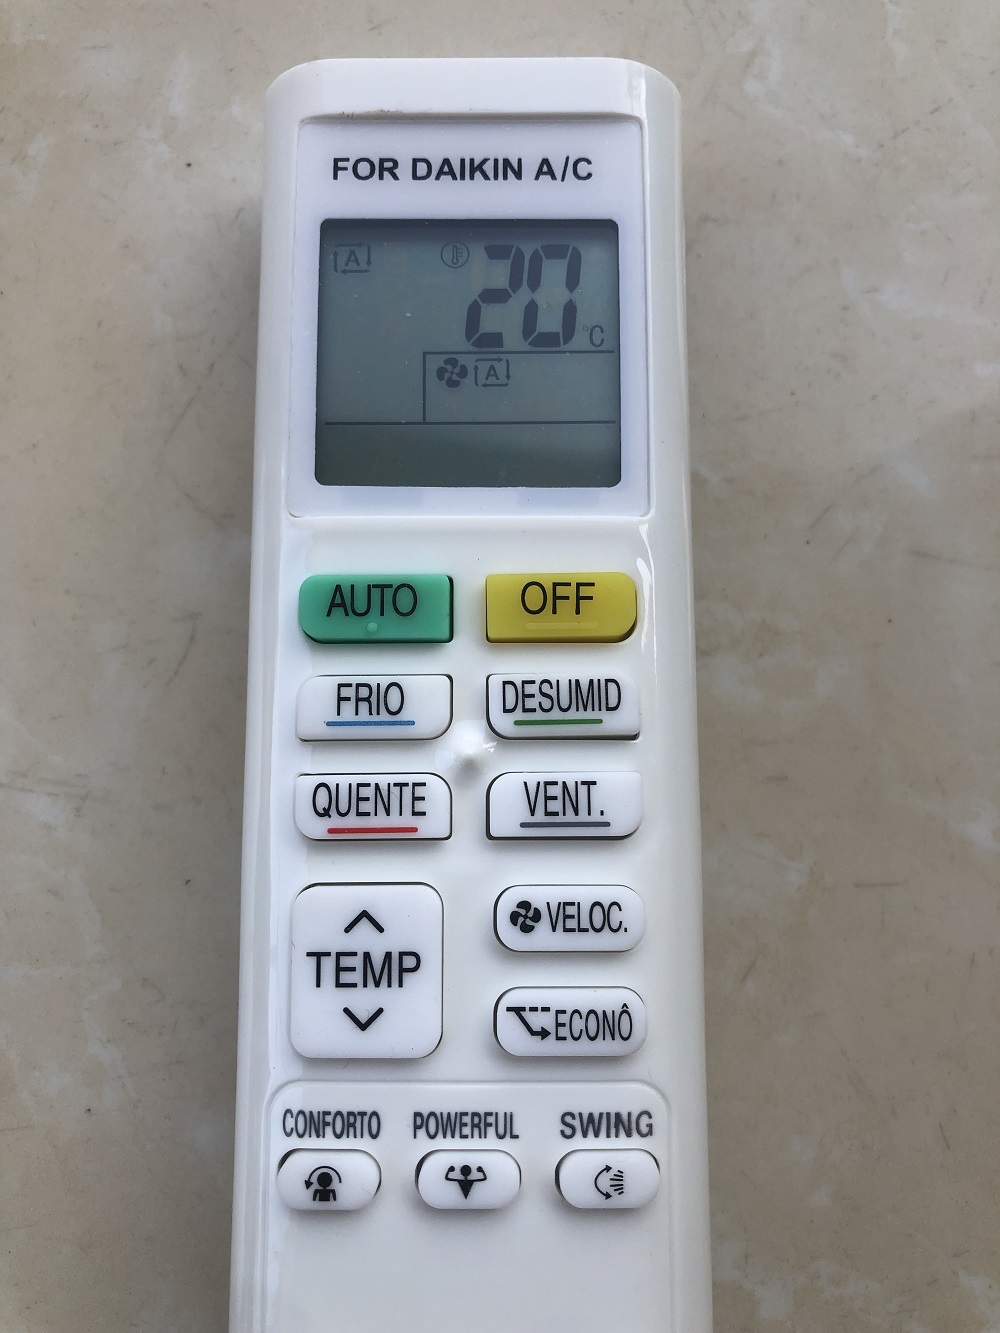 FOR DAIKIN A/C
A
20 °C
A
AUTO
OFF
FRIO
DESUMID
QUENTE
VENT.
TEMP
VELOC.
ECONÔ
CONFORTO
POWERFUL
SWING